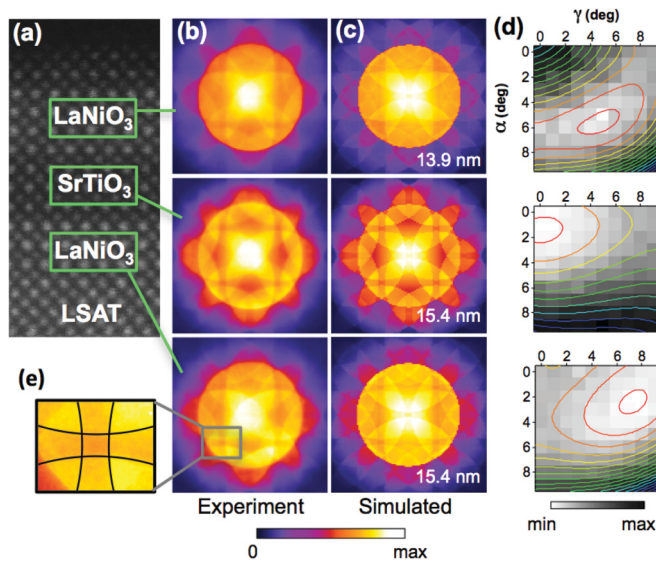 (a)
(b)
(c)
(d)
γ (deg)
0 2 4 6 8
α (deg)
0
2
4
6
8
LaNiO3
SrTiO3
LaNiO3
LSAT
13.9 nm
15.4 nm
15.4 nm
0 2 4 6 8
0
2
4
6
8
0 2 4 6 8
0
2
4
6
8
(e)
Experiment
Simulated
0
max
min
max